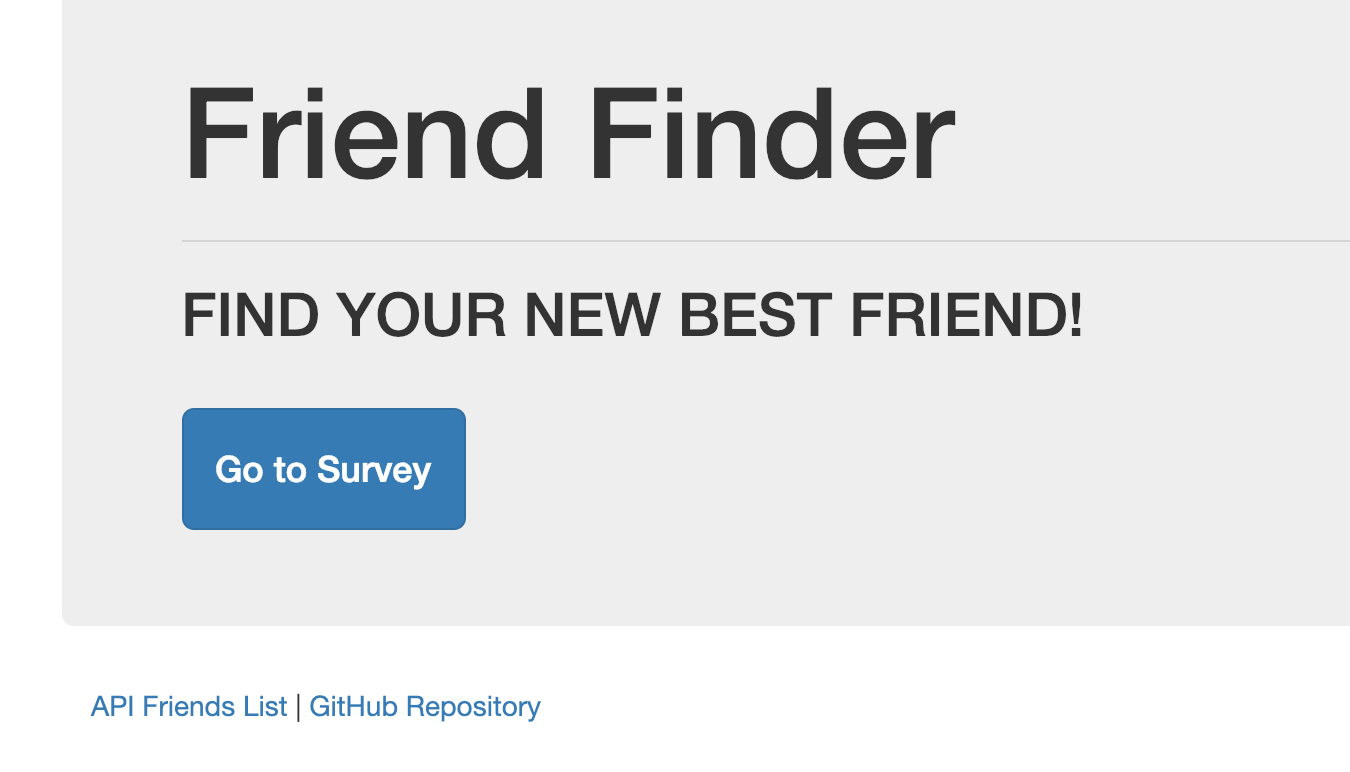 Friend Finder
FIND YOUR NEW BEST FRIEND!
Go to Survey
API Friends List | GitHub Repository